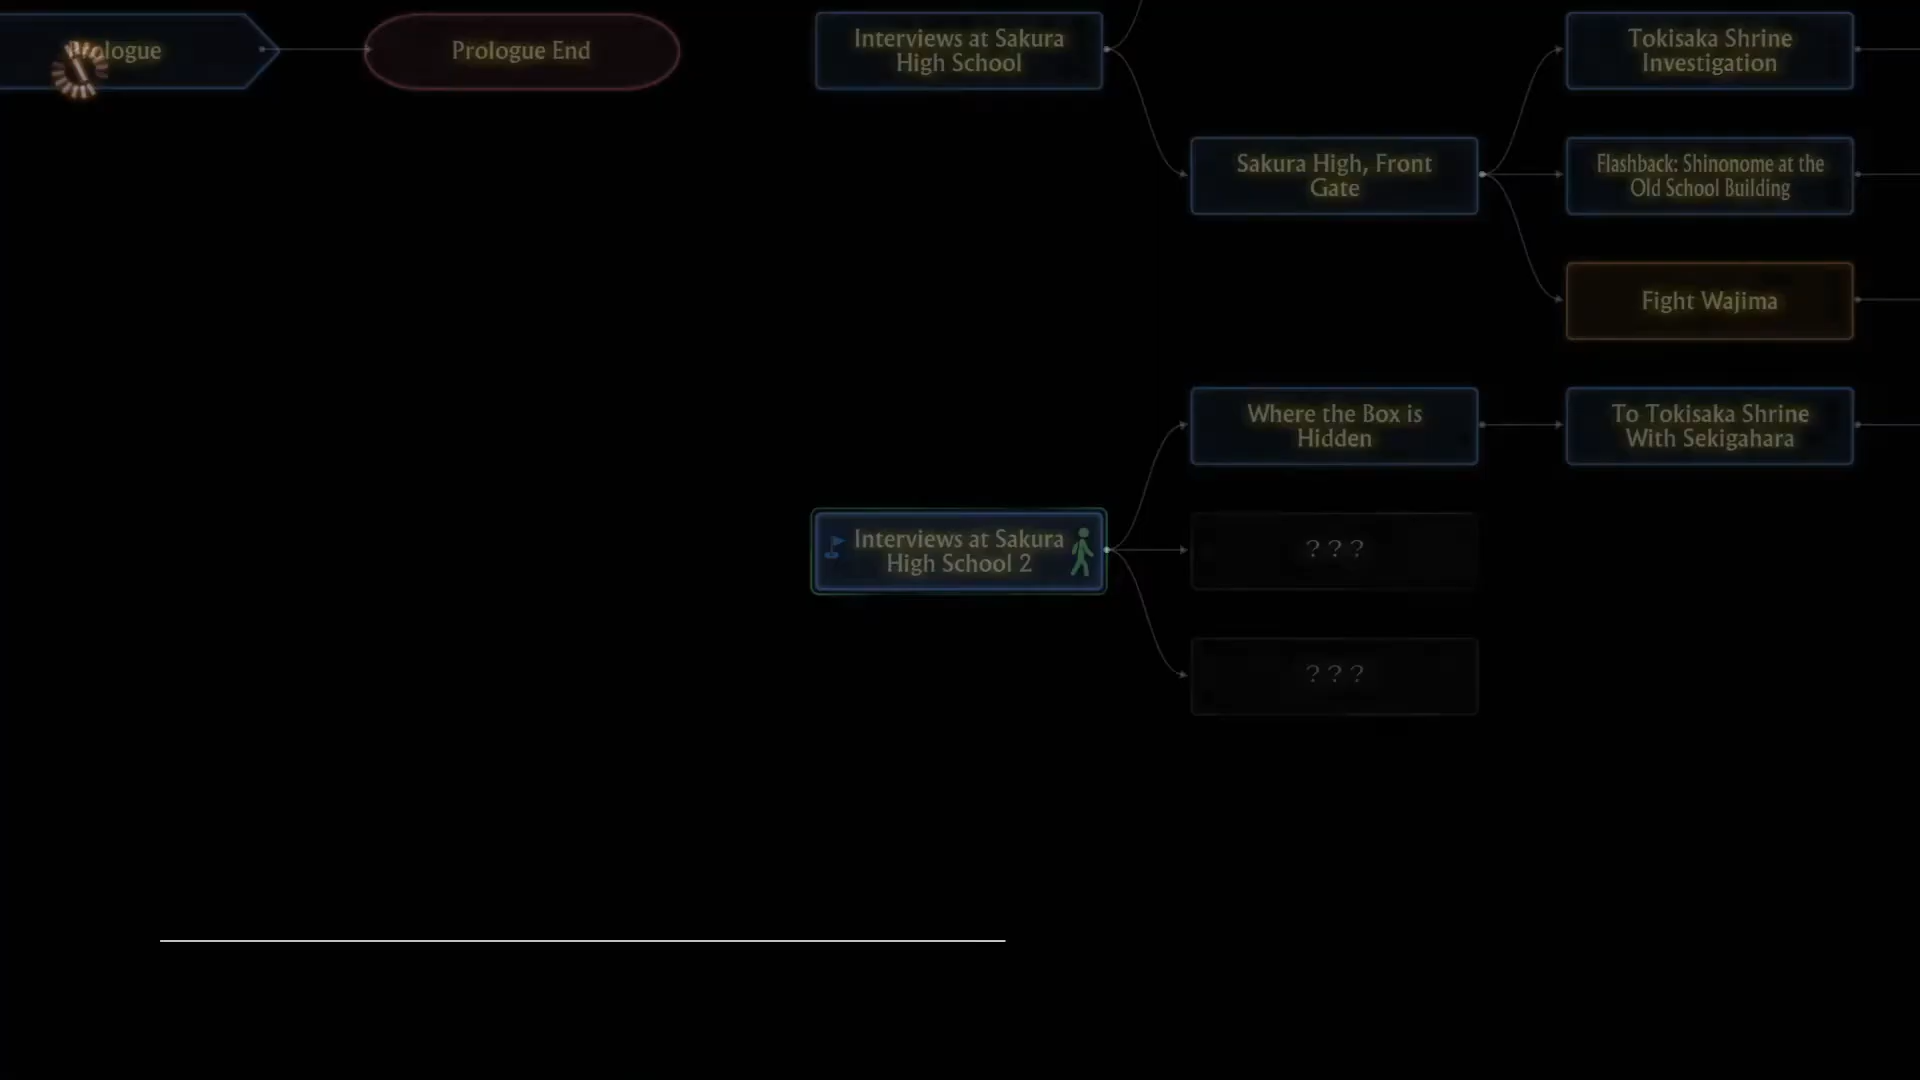 Prologue
Prologue End
Interviews at Sakura
High School
Tokisaka Shrine
Investigation
Sakura High, Front
Gate
Flashback: Shinonome at the
Old School Building
Fight Wajima
Where the Box is
Hidden
To Tokisaka Shrine
With Sekigahara
Interviews at Sakura
High School 2
? ? ?
? ? ?